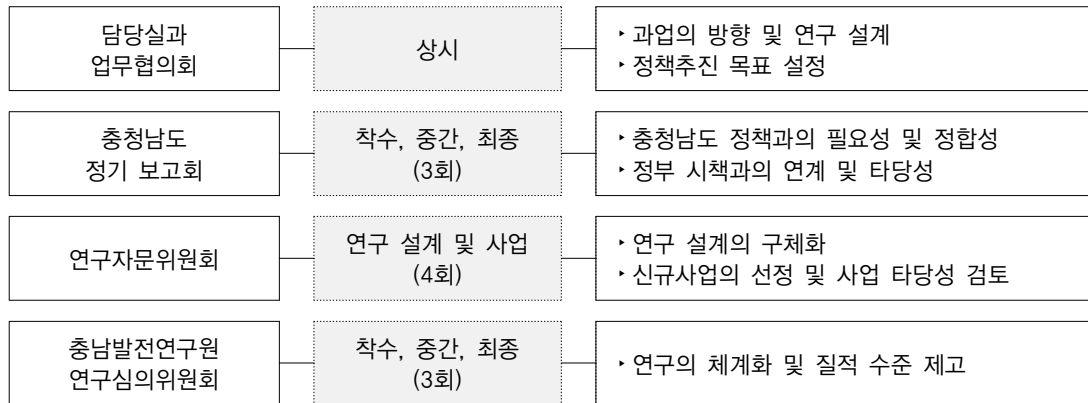 담당실과
업무협의회
상시
‣과업의 방향 및 연구 설계
‣정책추진 목표 설정
충청남도
정기 보고회
착수, 중간, 최종
(3회)
‣충청남도 정책과의 필요성 및 정합성
‣정부 시책과의 연계 및 타당성
연구자문위원회
연구 설계 및 사업
(4회)
‣연구 설계의 구체화
‣신규사업의 선정 및 사업 타당성 검토
충남발전연구원
연구심의위원회
착수, 중간, 최종
(3회)
‣연구의 체계화 및 질적 수준 제고